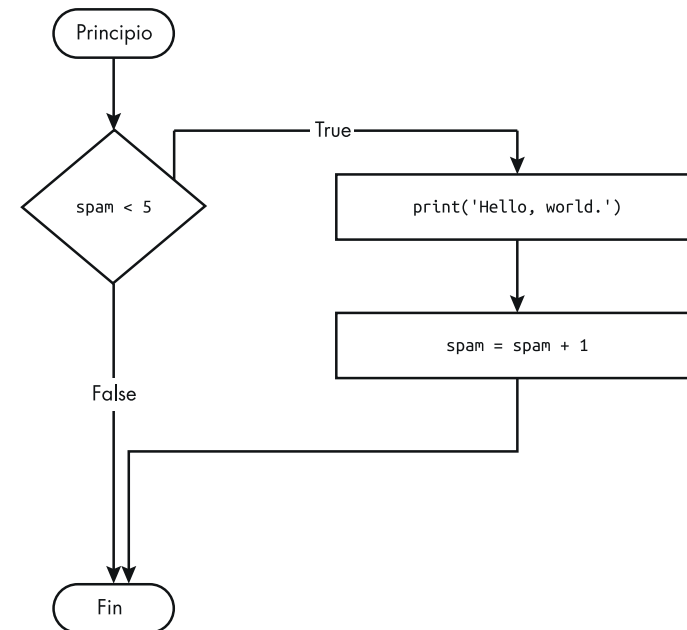 Principio
True
spam < 5
print('Hello, world.')
spam = spam + 1
False
Fin